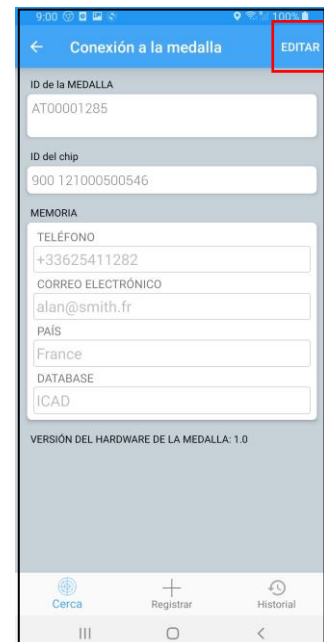 9:00 100%
Conexión a la medalla EDITAR
ID de la MEDALLA
AT00001285
ID del chip
900 121000500546
MEMORIA
TELÉFONO
+33625411282
CORREO ELECTRÓNICO
alan@smith.fr
PAÍS
France
DATABASE
ICAD
VERSIÓN DEL HARDWARE DE LA MEDALLA: 1.0
Cerca Registrar Historial